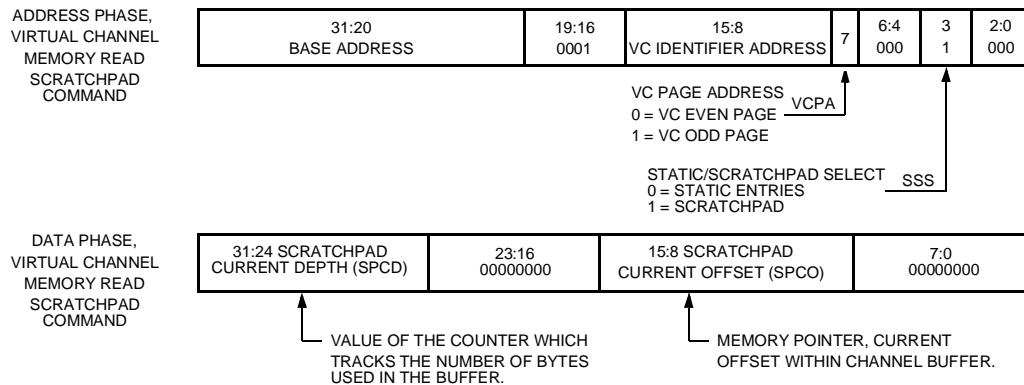 ADDRESS PHASE,
VIRTUAL CHANNEL
MEMORY READ
SCRATCHPAD
COMMAND
31:20
BASE ADDRESS
19:16
0001
15:8
VC IDENTIFIER ADDRESS
7
6:4
000
3
1
2:0
000
VC PAGE ADDRESS
0 = VC EVEN PAGE
1 = VC ODD PAGE
VCPA
STATIC/SCRATCHPAD SELECT
0 = STATIC ENTRIES
1 = SCRATCHPAD
SSS
DATA PHASE,
VIRTUAL CHANNEL
MEMORY READ
SCRATCHPAD
COMMAND
31:24 SCRATCHPAD
CURRENT DEPTH (SPCD)
23:16
00000000
15:8 SCRATCHPAD
CURRENT OFFSET (SPCO)
7:0
00000000
VALUE OF THE COUNTER WHICH
TRACKS THE NUMBER OF BYTES
USED IN THE BUFFER.
MEMORY POINTER, CURRENT
OFFSET WITHIN CHANNEL BUFFER.